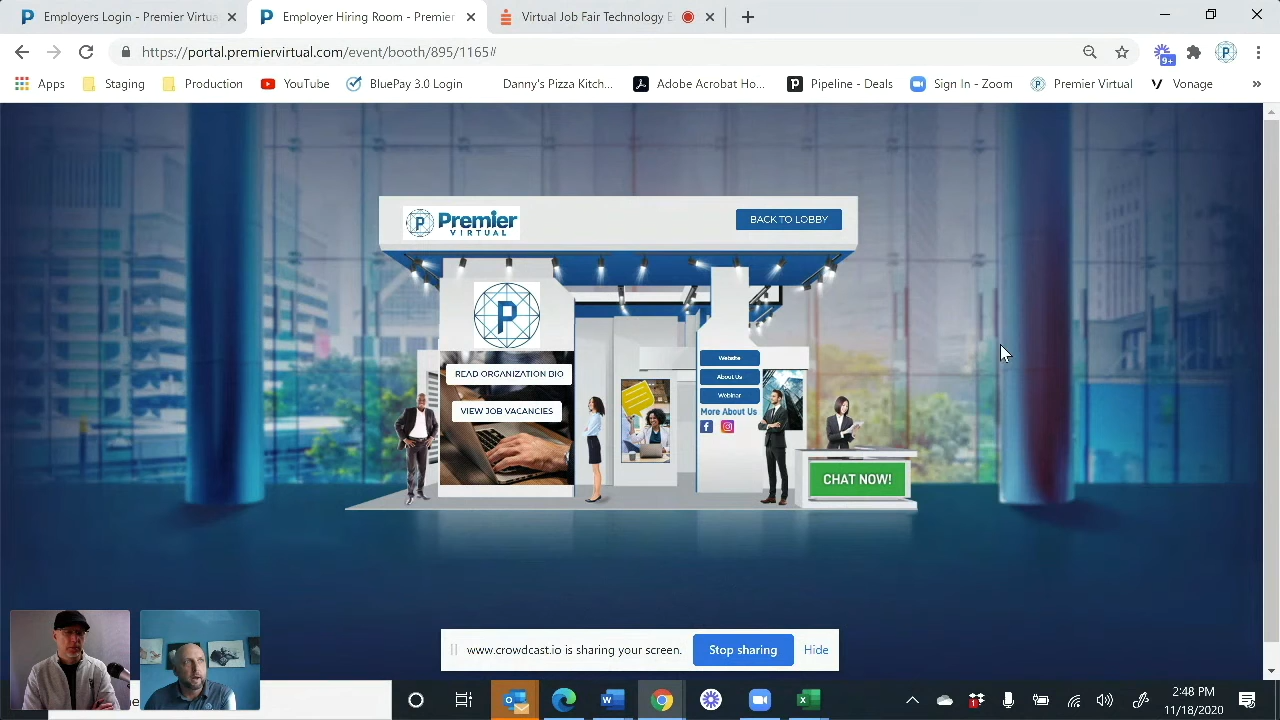 Employer Login - Premier Virtua
Employer Hiring Room - Premier
Virtual Job Fair Technology
https://portal.premiervirtual.com/event/booth/895/1165#
9+
P
Apps
Staging
Production
YouTube
BluePay 3.0 Login
Danny's Pizza Kitch...
Adobe Acrobat Ho...
Pipeline - Deals
Sign In - Zoom
Premier Virtual
Vonage
»
P Premier
VIRTUAL
BACK TO LOBBY
P
READ ORGANIZATION BIO
VIEW JOB VACANCIES
Website
About Us
Webinar
More About Us
CHAT NOW!
www.crowdcast.io is sharing your screen.
Stop sharing
Hide
2:48 PM
11/18/2020